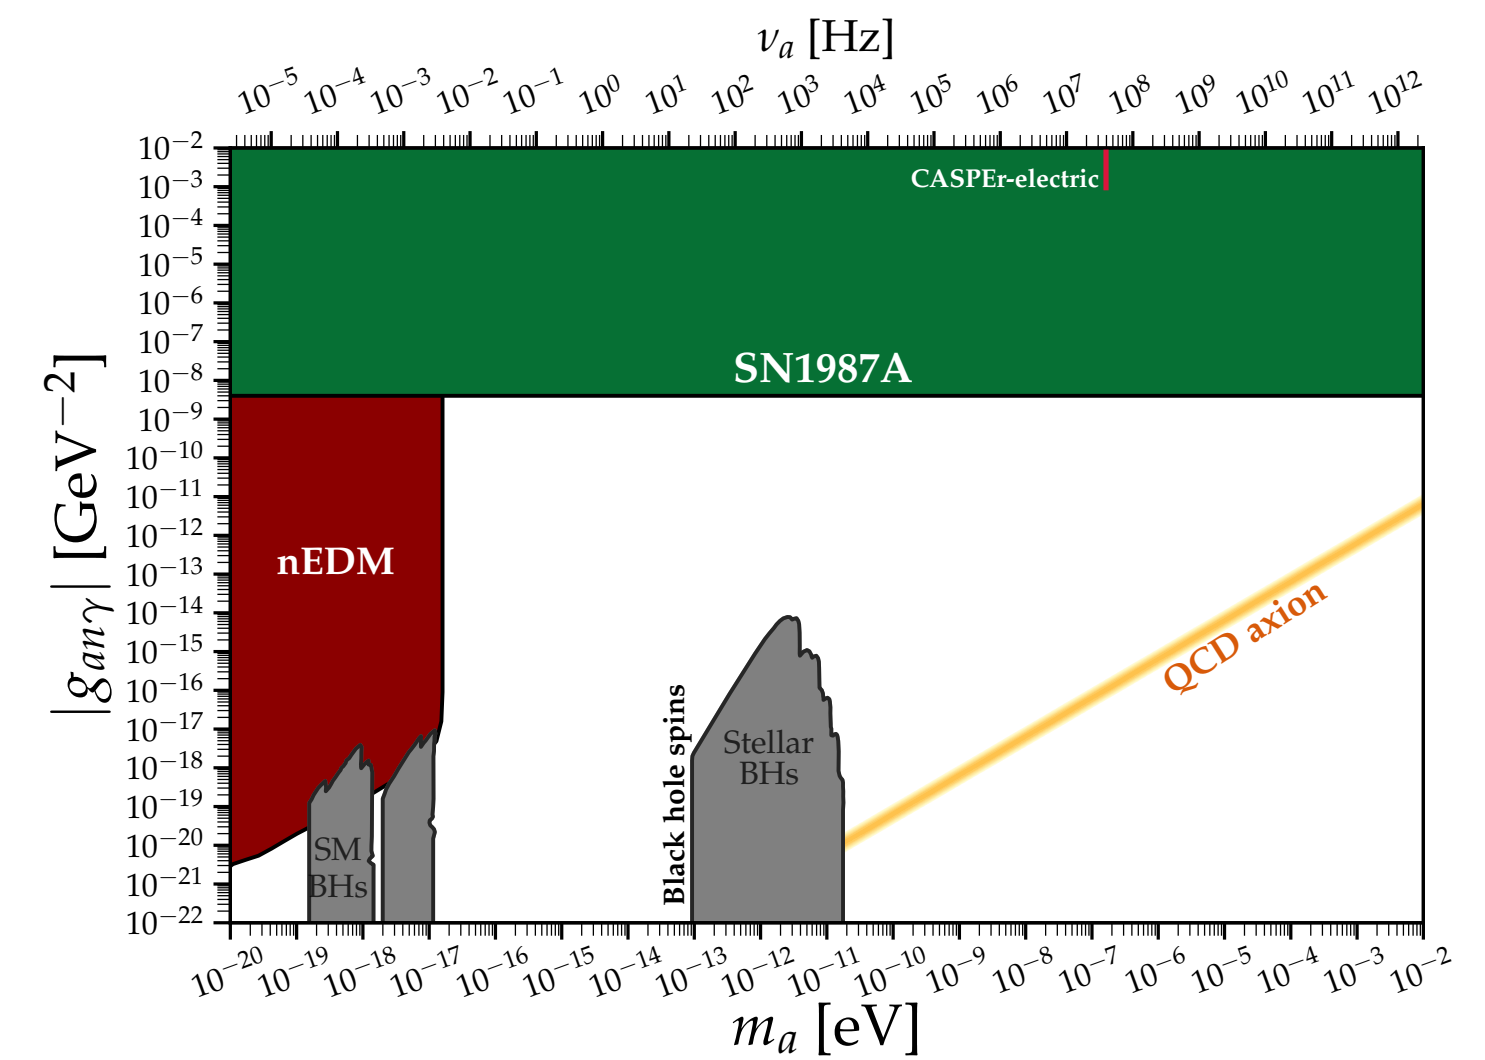 ν_a [Hz]
10^−5 10^−4 10^−3 10^−2 10^−1 10^0 10^1 10^2 10^3 10^4 10^5 10^6 10^7 10^8 10^9 10^10 10^11 10^12
|g_anγ| [GeV^−2]
10^−2
10^−3
10^−4
10^−5
10^−6
10^−7
10^−8
10^−9
10^−10
10^−11
10^−12
10^−13
10^−14
10^−15
10^−16
10^−17
10^−18
10^−19
10^−20
10^−21
10^−22
CASPEr-electric
SN1987A
nEDM
QCD axion
Black hole spins
Stellar
BHs
SM
BHs
10^−20 10^−19 10^−18 10^−17 10^−16 10^−15 10^−14 10^−13 10^−12 10^−11 10^−10 10^−9 10^−8 10^−7 10^−6 10^−5 10^−4 10^−3 10^−2
m_a [eV]